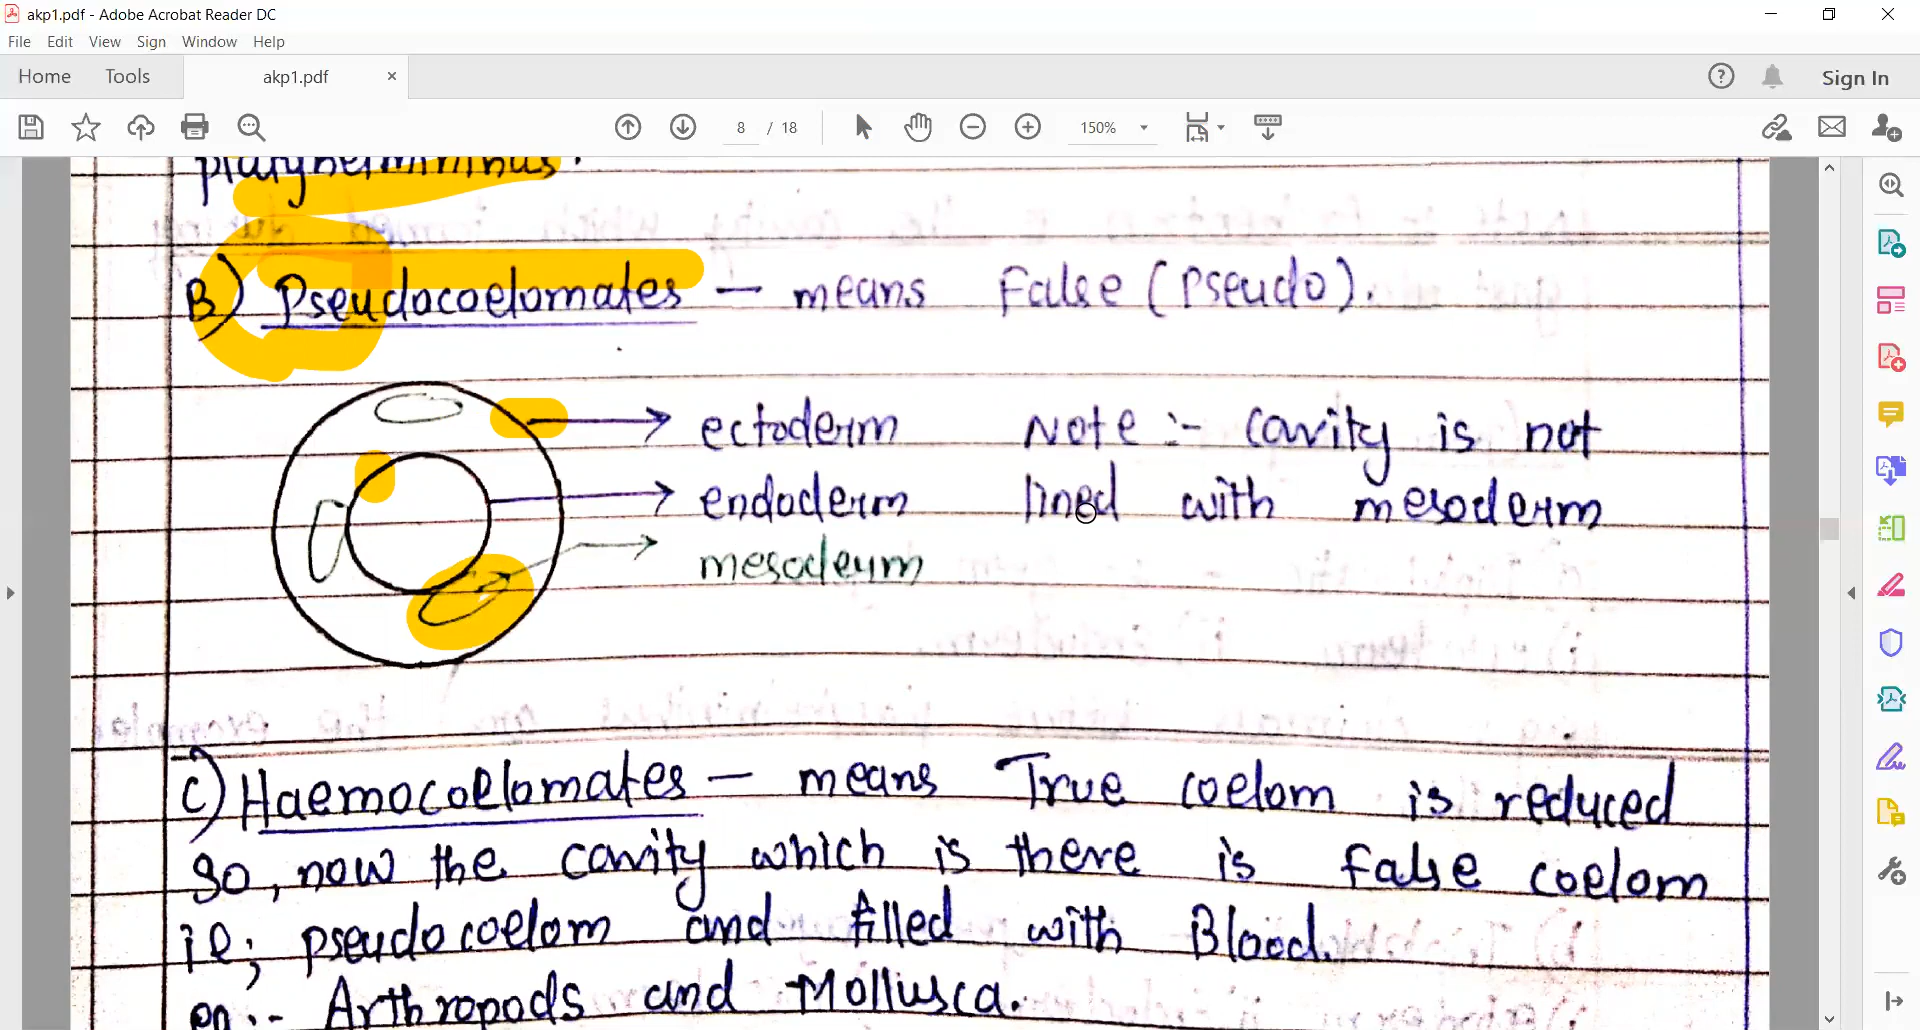 akp1.pdf - Adobe Acrobat Reader DC
File Edit View Sign Window Help
Home Tools akp1.pdf × Sign In
8 / 18 150%
platyhelminthus.
B) Pseudocoelomates – means False (Pseudo).
ectoderm Note :- Cavity is not
endoderm lined with mesoderm
mesoderm
C) Haemocoelomates – means True coelom is reduced
so, now the cavity which is there is false coelom
ie; pseudocoelom and filled with Blood.
eg:- Arthropods and Mollusca.